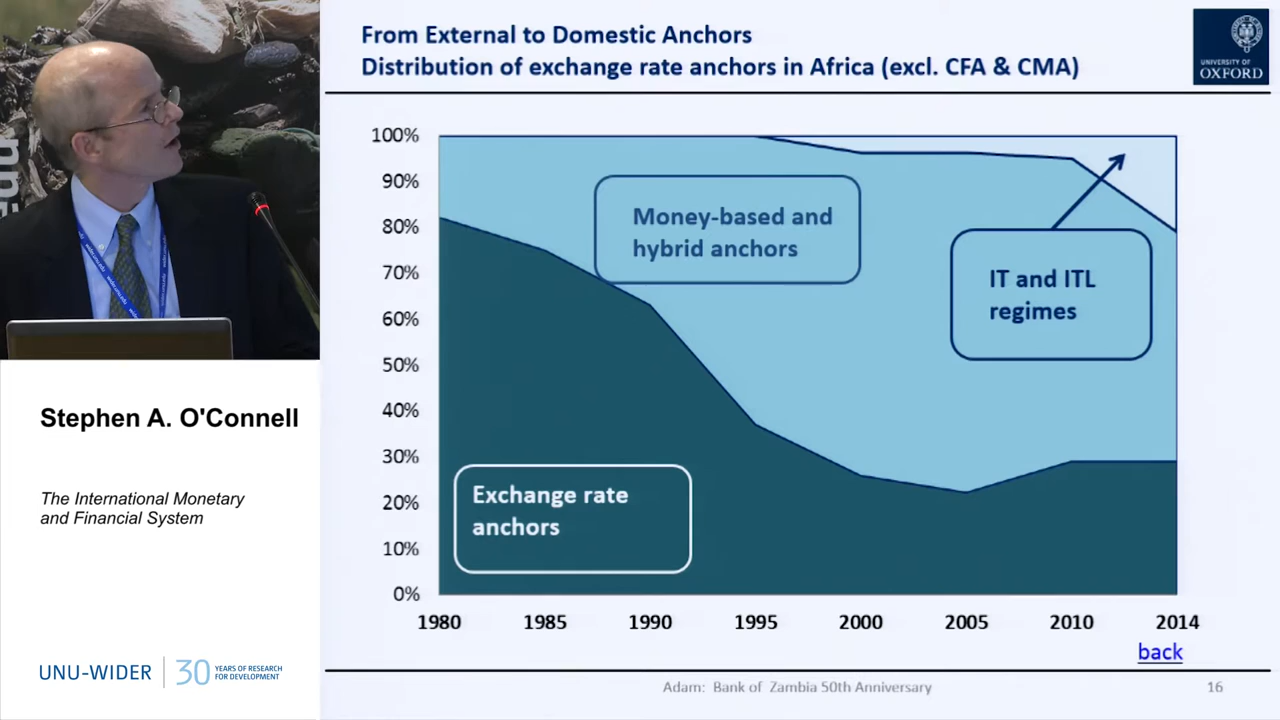 From External to Domestic Anchors
Distribution of exchange rate anchors in Africa (excl. CFA & CMA)
UNIVERSITY OF
OXFORD
100%
90%
80%
70%
60%
50%
40%
30%
20%
10%
0%
Money-based and
hybrid anchors
IT and ITL
regimes
Exchange rate
anchors
1980 1985 1990 1995 2000 2005 2010 2014
back
Adam: Bank of Zambia 50th Anniversary
16
Stephen A. O'Connell
The International Monetary
and Financial System
UNU-WIDER
30 YEARS OF RESEARCH
FOR DEVELOPMENT